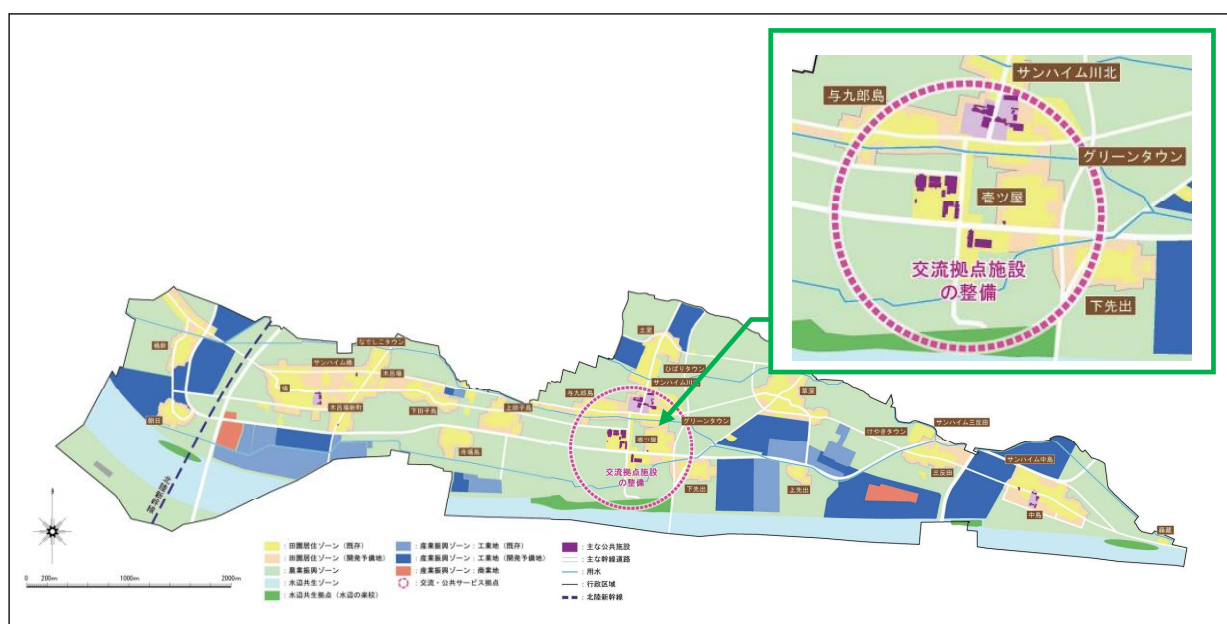 サンハイム川北
与九郎島
グリーンタウン
壱ツ屋
交流拠点施設
の整備
下先出
橘新
なでしこタウン
サンハイム橘
木呂場
橘
朝日
木呂場新町
下田子島
上田子島
寺場島
北陸新幹線
土室
ひばりタウン
サンハイム川
与九郎島
グリーンタウン
壱ツ屋
交流拠点施設
の整備
下先出
草深
けやきタウン
サンハイム三反田
三反田
上先出
サンハイム中島
中島
:田園居住ゾーン(既存)
:田園居住ゾーン(開発予備地)
:農業振興ゾーン
:水辺共生ゾーン
:水辺共生拠点(水辺の楽校)
:産業振興ゾーン:工業地(既存)
:産業振興ゾーン:工業地(開発予備地)
:産業振興ゾーン:商業地
:交流・公共サービス拠点
:主な公共施設
:主な幹線道路
:用水
:行政区域
:北陸新幹線
0 200m 1000m 2000m